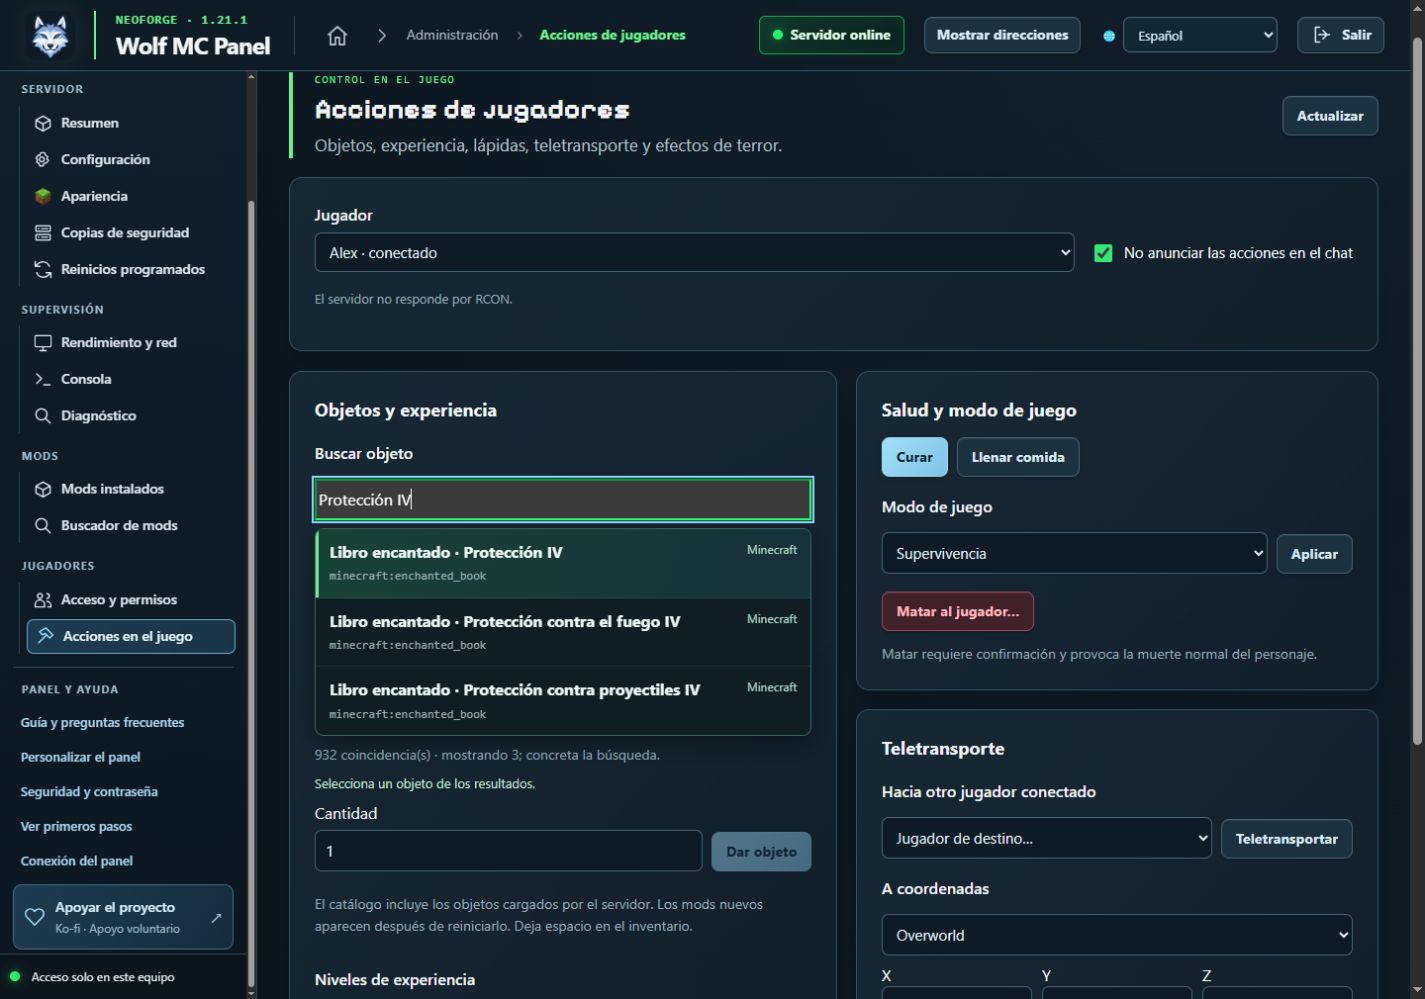 NEOFORGE · 1.21.1
Wolf MC Panel
Administración
Acciones de jugadores
Servidor online
Mostrar direcciones
Español
Salir
SERVIDOR
Resumen
Configuración
Apariencia
Copias de seguridad
Reinicios programados
SUPERVISIÓN
Rendimiento y red
Consola
Diagnóstico
MODS
Mods instalados
Buscador de mods
JUGADORES
Acceso y permisos
Acciones en el juego
PANEL Y AYUDA
Guía y preguntas frecuentes
Personalizar el panel
Seguridad y contraseña
Ver primeros pasos
Conexión del panel
Apoyar el proyecto
Ko-fi · Apoyo voluntario
Acceso solo en este equipo
CONTROL EN EL JUEGO
Acciones de jugadores
Objetos, experiencia, lápidas, teletransporte y efectos de terror.
Actualizar
Jugador
Alex · conectado
No anunciar las acciones en el chat
El servidor no responde por RCON.
Objetos y experiencia
Buscar objeto
Protección IV
Libro encantado · Protección IV
Minecraft
minecraft:enchanted_book
Libro encantado · Protección contra el fuego IV
Minecraft
minecraft:enchanted_book
Libro encantado · Protección contra proyectiles IV
Minecraft
minecraft:enchanted_book
932 coincidencia(s) · mostrando 3; concreta la búsqueda.
Selecciona un objeto de los resultados.
Cantidad
1
Dar objeto
El catálogo incluye los objetos cargados por el servidor. Los mods nuevos
aparecen después de reiniciarlo. Deja espacio en el inventario.
Niveles de experiencia
Salud y modo de juego
Curar
Llenar comida
Modo de juego
Supervivencia
Aplicar
Matar al jugador...
Matar requiere confirmación y provoca la muerte normal del personaje.
Teletransporte
Hacia otro jugador conectado
Jugador de destino...
Teletransportar
A coordenadas
Overworld
X
Y
Z